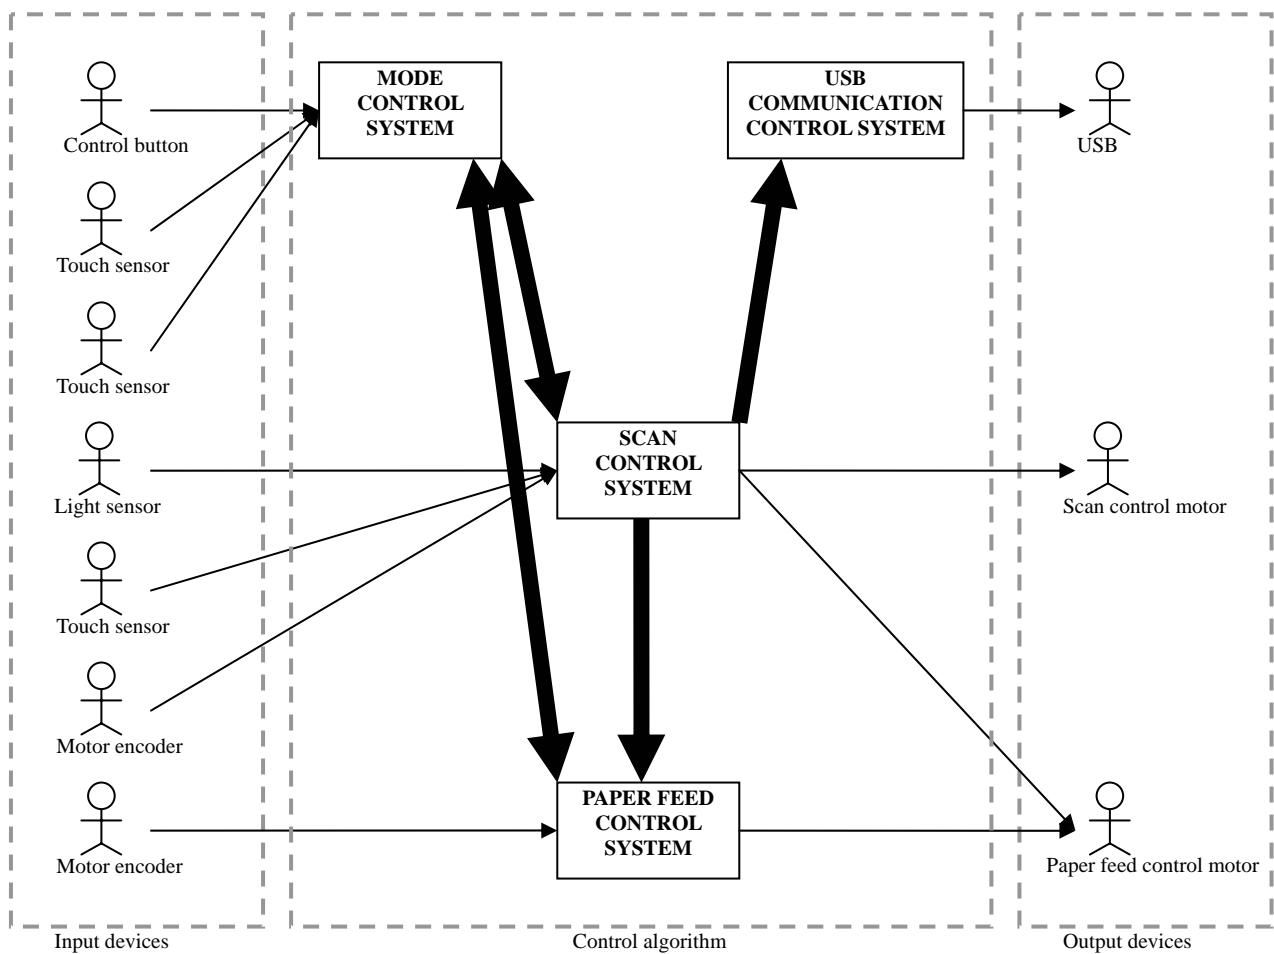 Control button
Touch sensor
Touch sensor
Light sensor
Touch sensor
Motor encoder
Motor encoder
Input devices
MODE
CONTROL
SYSTEM
USB
COMMUNICATION
CONTROL SYSTEM
SCAN
CONTROL
SYSTEM
PAPER FEED
CONTROL
SYSTEM
Control algorithm
USB
Scan control motor
Paper feed control motor
Output devices